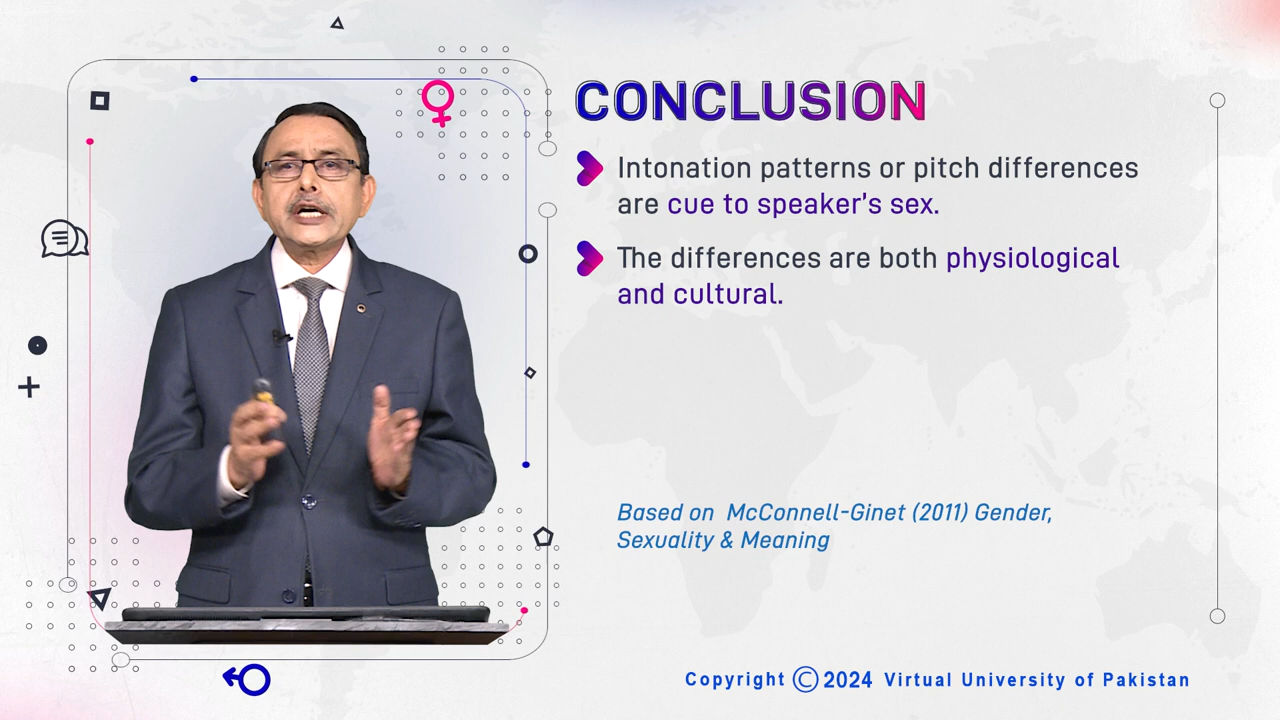 CONCLUSION
Intonation patterns or pitch differences
are cue to speaker's sex.
The differences are both physiological
and cultural.
Based on McConnell-Ginet (2011) Gender,
Sexuality & Meaning
Copyright Ⓒ 2024 Virtual University of Pakistan